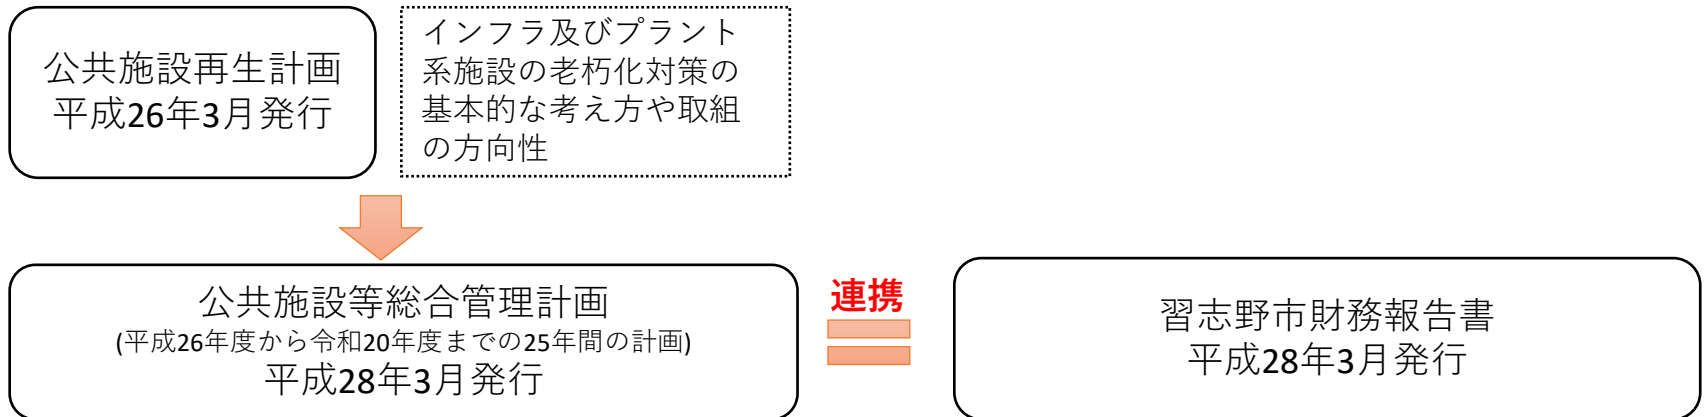 公共施設再生計画
平成26年3月発行
インフラ及びプラント
系施設の老朽化対策の
基本的な考え方や取組
の方向性
公共施設等総合管理計画
(平成26年度から令和20年度までの25年間の計画)
平成28年3月発行
連携
習志野市財務報告書
平成28年3月発行